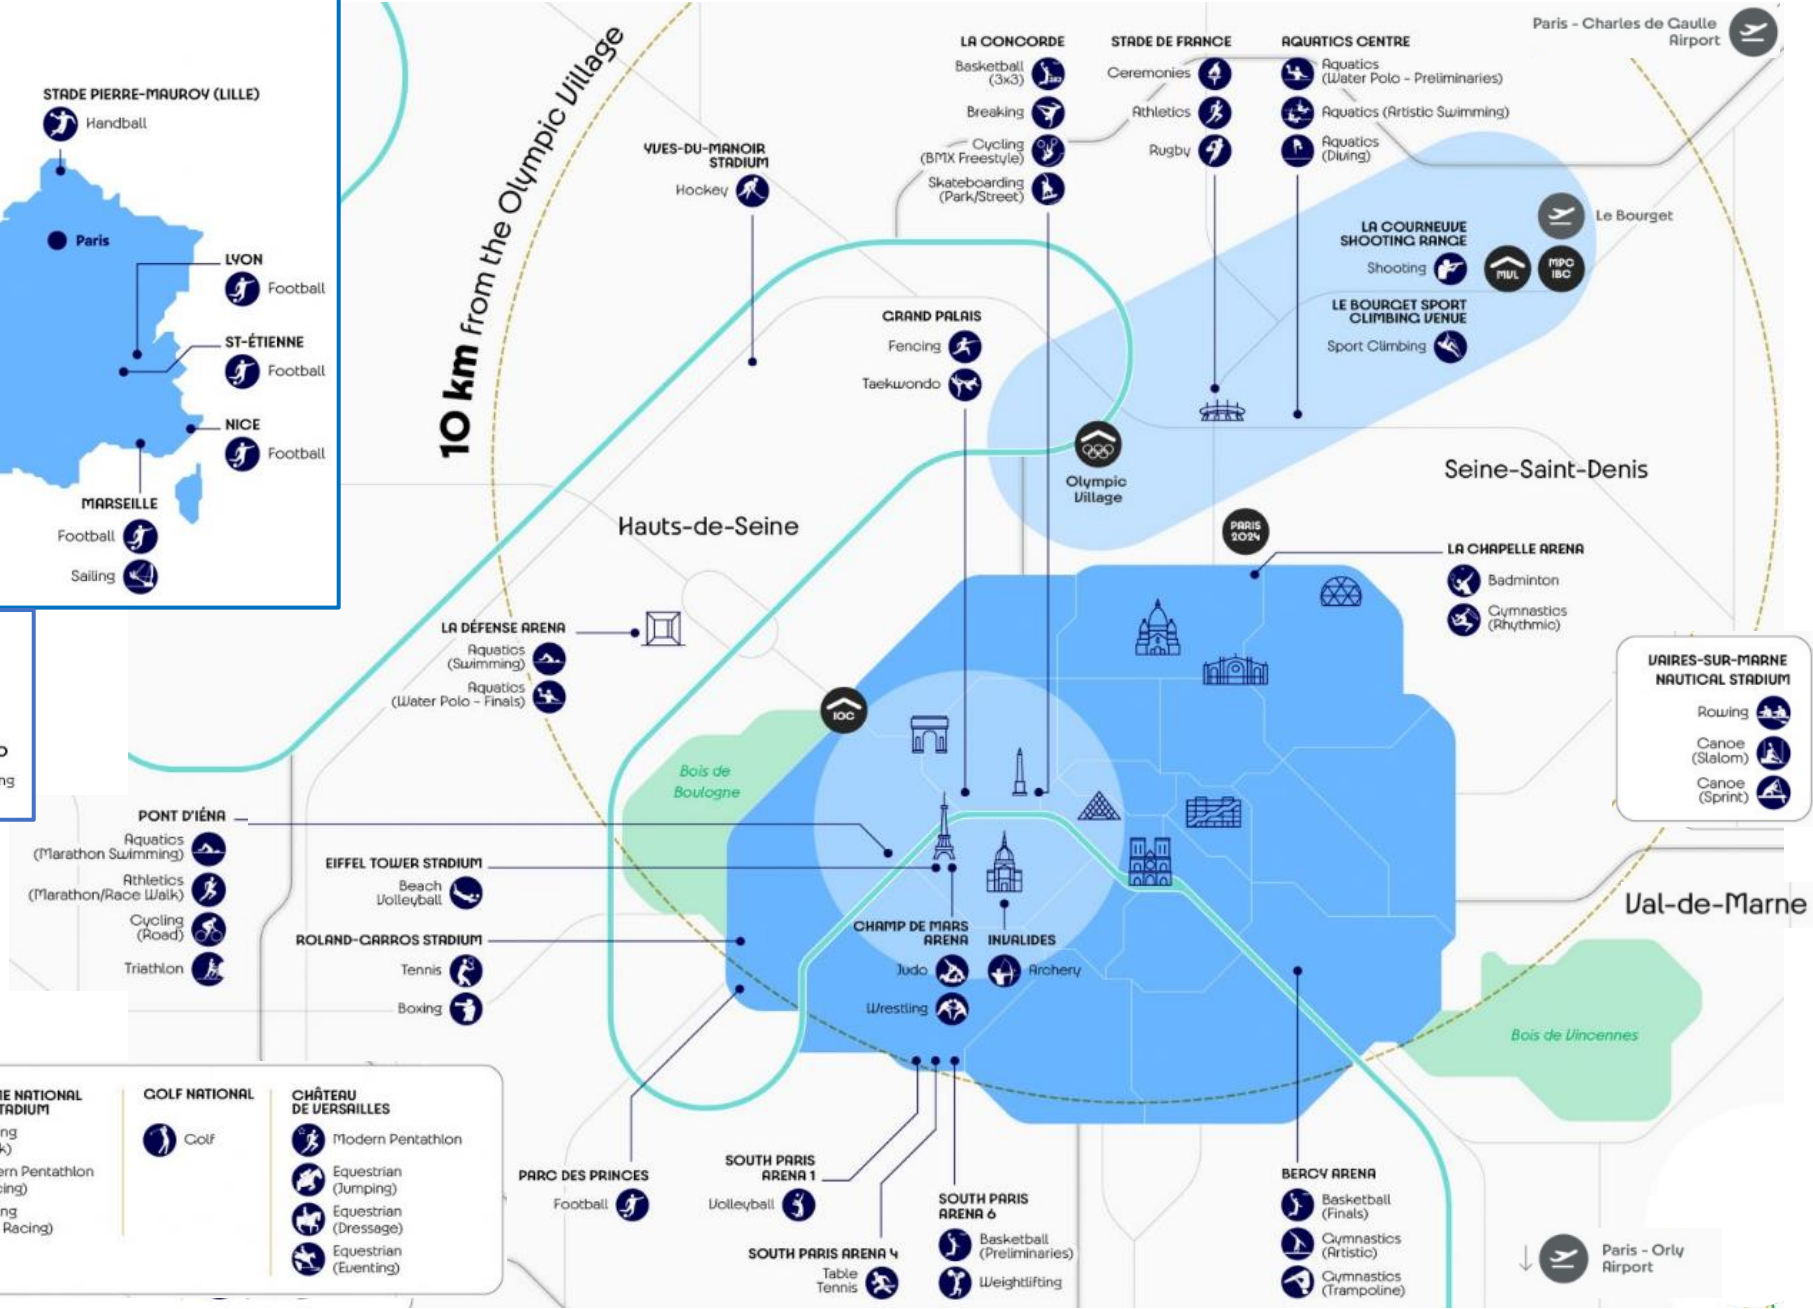 STADE PIERRE-MAUROY (LILLE)
Handball
Paris
LYON
Football
ST-ÉTIENNE
Football
NICE
Football
MARSEILLE
Football
Sailing
10 km from the Olympic Village
YVES-DU-MANOIR
STADIUM
Hockey
LA CONCORDE
Basketball
(3x3)
Breaking
Cycling
(BMX Freestyle)
Skateboarding
(Park/Street)
STADE DE FRANCE
Ceremonies
Athletics
Rugby
AQUATICS CENTRE
Aquatics
(Water Polo - Preliminaries)
Aquatics (Artistic Swimming)
Aquatics
(Diving)
Paris - Charles de Gaulle
Airport
Le Bourget
LA COURNEUVE
SHOOTING RANGE
Shooting
MVL
MPC
IBC
LE BOURGET SPORT
CLIMBING VENUE
Sport Climbing
GRAND PALAIS
Fencing
Taekwondo
Olympic
Village
Seine-Saint-Denis
Hauts-de-Seine
PARIS
2024
LA CHAPELLE ARENA
Badminton
Gymnastics
(Rhythmic)
LA DÉFENSE ARENA
Aquatics
(Swimming)
Aquatics
(Water Polo - Finals)
IOC
VAIRES-SUR-MARNE
NAUTICAL STADIUM
Rowing
Canoe
(Slalom)
Canoe
(Sprint)
Bois de
Boulogne
PONT D'IÉNA
Aquatics
(Marathon Swimming)
Athletics
(Marathon/Race Walk)
Cycling
(Road)
Triathlon
EIFFEL TOWER STADIUM
Beach
Volleyball
ROLAND-GARROS STADIUM
Tennis
Boxing
CHAMP DE MARS
ARENA
Judo
Wrestling
INVALIDES
Archery
Val-de-Marne
Bois de Vincennes
NATIONAL
GOLF NATIONAL
Golf
CHÂTEAU
DE VERSAILLES
Modern Pentathlon
Equestrian
(Jumping)
Equestrian
(Dressage)
Equestrian
(Eventing)
Pentathlon
Racing)
PARC DES PRINCES
Football
SOUTH PARIS
ARENA 1
Volleyball
SOUTH PARIS ARENA 4
Table
Tennis
SOUTH PARIS
ARENA 6
Basketball
(Preliminaries)
Weightlifting
BERCY ARENA
Basketball
(Finals)
Gymnastics
(Artistic)
Gymnastics
(Trampoline)
Paris - Orly
Airport